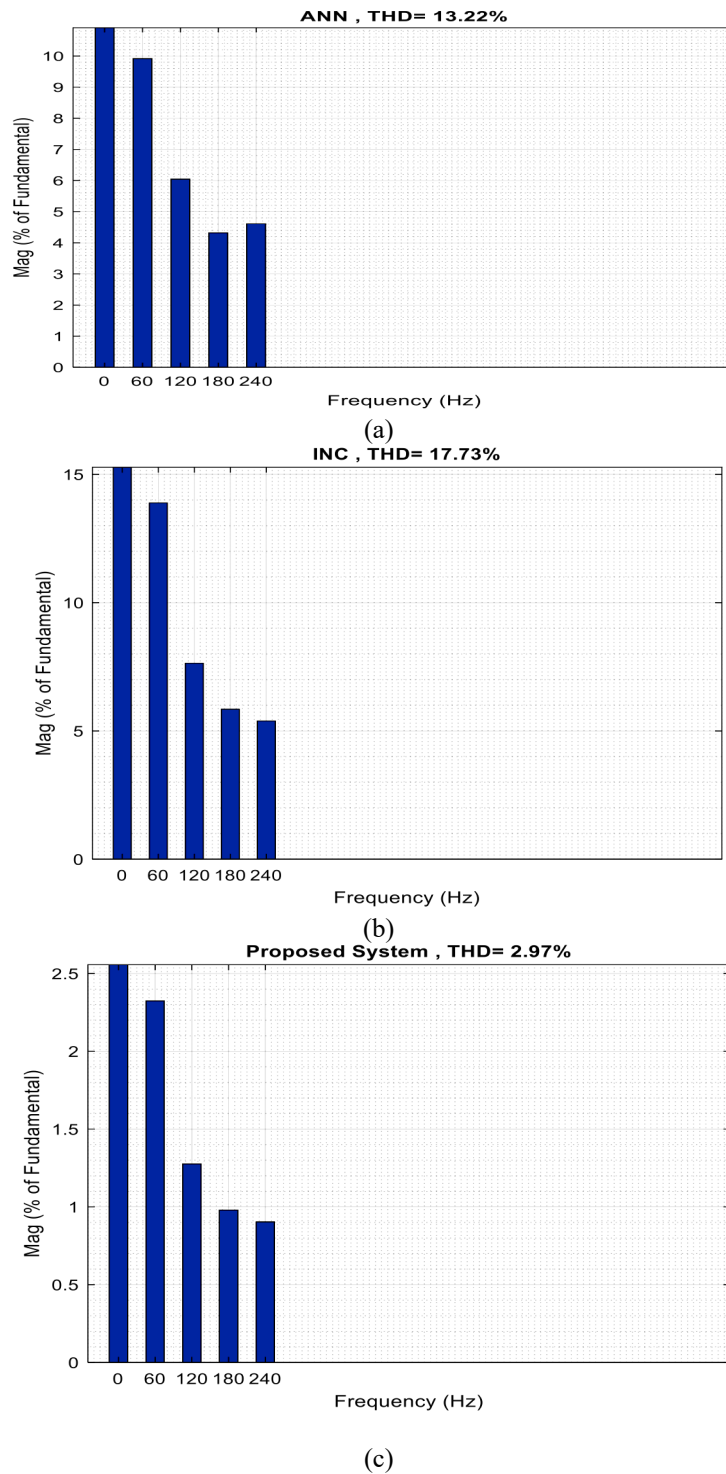 ANN , THD= 13.22%
10
9
8
7
6
5
4
3
2
1
0
Mag (% of Fundamental)
0 60 120 180 240
Frequency (Hz)
(a)
INC , THD= 17.73%
15
10
5
0
Mag (% of Fundamental)
0 60 120 180 240
Frequency (Hz)
(b)
Proposed System , THD= 2.97%
2.5
2
1.5
1
0.5
0
Mag (% of Fundamental)
0 60 120 180 240
Frequency (Hz)
(c)